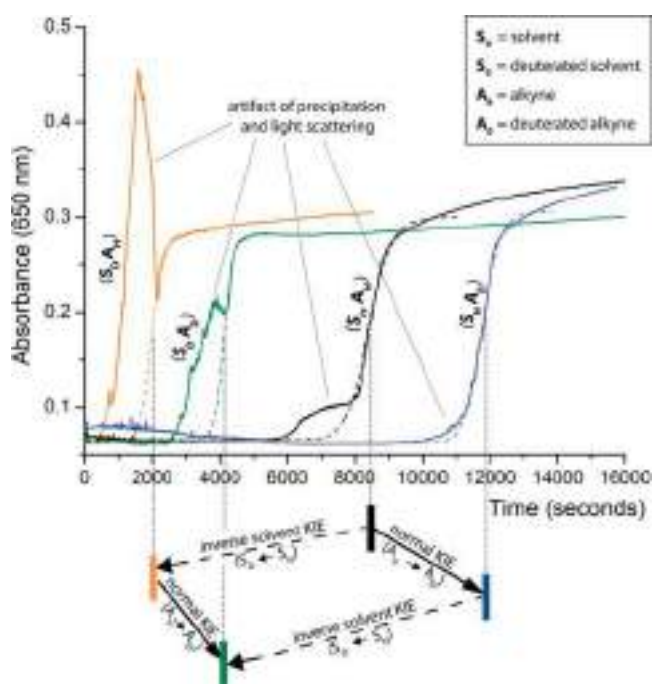 0.5
0.4
0.3
0.2
0.1
Absorbance (650 nm)
S_H = solvent
S_D = deuterated solvent
A_H = alkyne
A_D = deuterated alkyne
artifact of precipitation
and light scattering
(S_D A_H)
(S_D A_D)
(S_H A_H)
(S_H A_D)
0 2000 4000 6000 8000 10000 12000 14000 16000
Time (seconds)
inverse solvent KIE
(S_D ← S_H)
normal KIE
(A_H → A_D)
normal KIE
(A_H → A_D)
inverse solvent KIE
(S_D ← S_H)